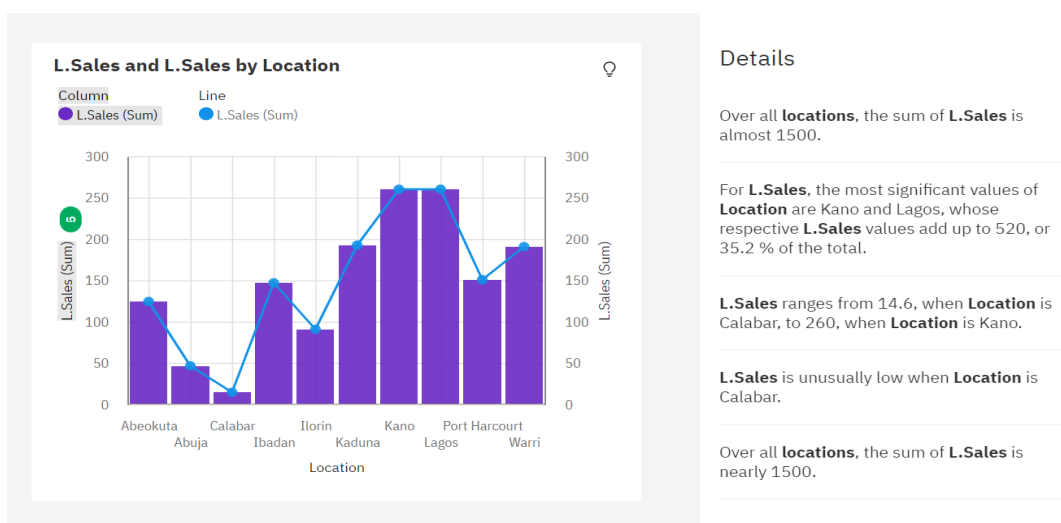 L.Sales and L.Sales by Location
Column
L.Sales (Sum)
Line
L.Sales (Sum)
L.Sales (Sum)
5
300
250
200
150
100
50
0
300
250
200
150
100
50
0
L.Sales (Sum)
Abeokuta
Abuja
Calabar
Ibadan
Ilorin
Kaduna
Kano
Lagos
Port Harcourt
Warri
Location
Details
Over all locations, the sum of L.Sales is
almost 1500.
For L.Sales, the most significant values of
Location are Kano and Lagos, whose
respective L.Sales values add up to 520, or
35.2 % of the total.
L.Sales ranges from 14.6, when Location is
Calabar, to 260, when Location is Kano.
L.Sales is unusually low when Location is
Calabar.
Over all locations, the sum of L.Sales is
nearly 1500.